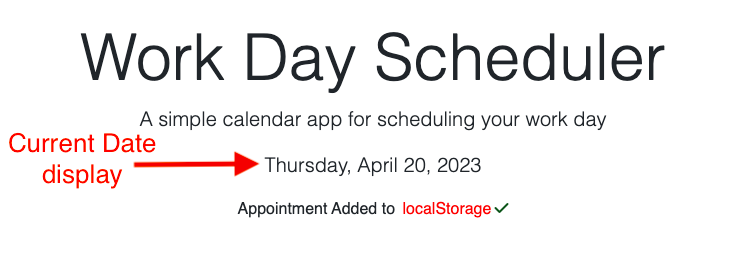 Work Day Scheduler
A simple calendar app for scheduling your work day
Current Date
display
Thursday, April 20, 2023
Appointment Added to localStorage